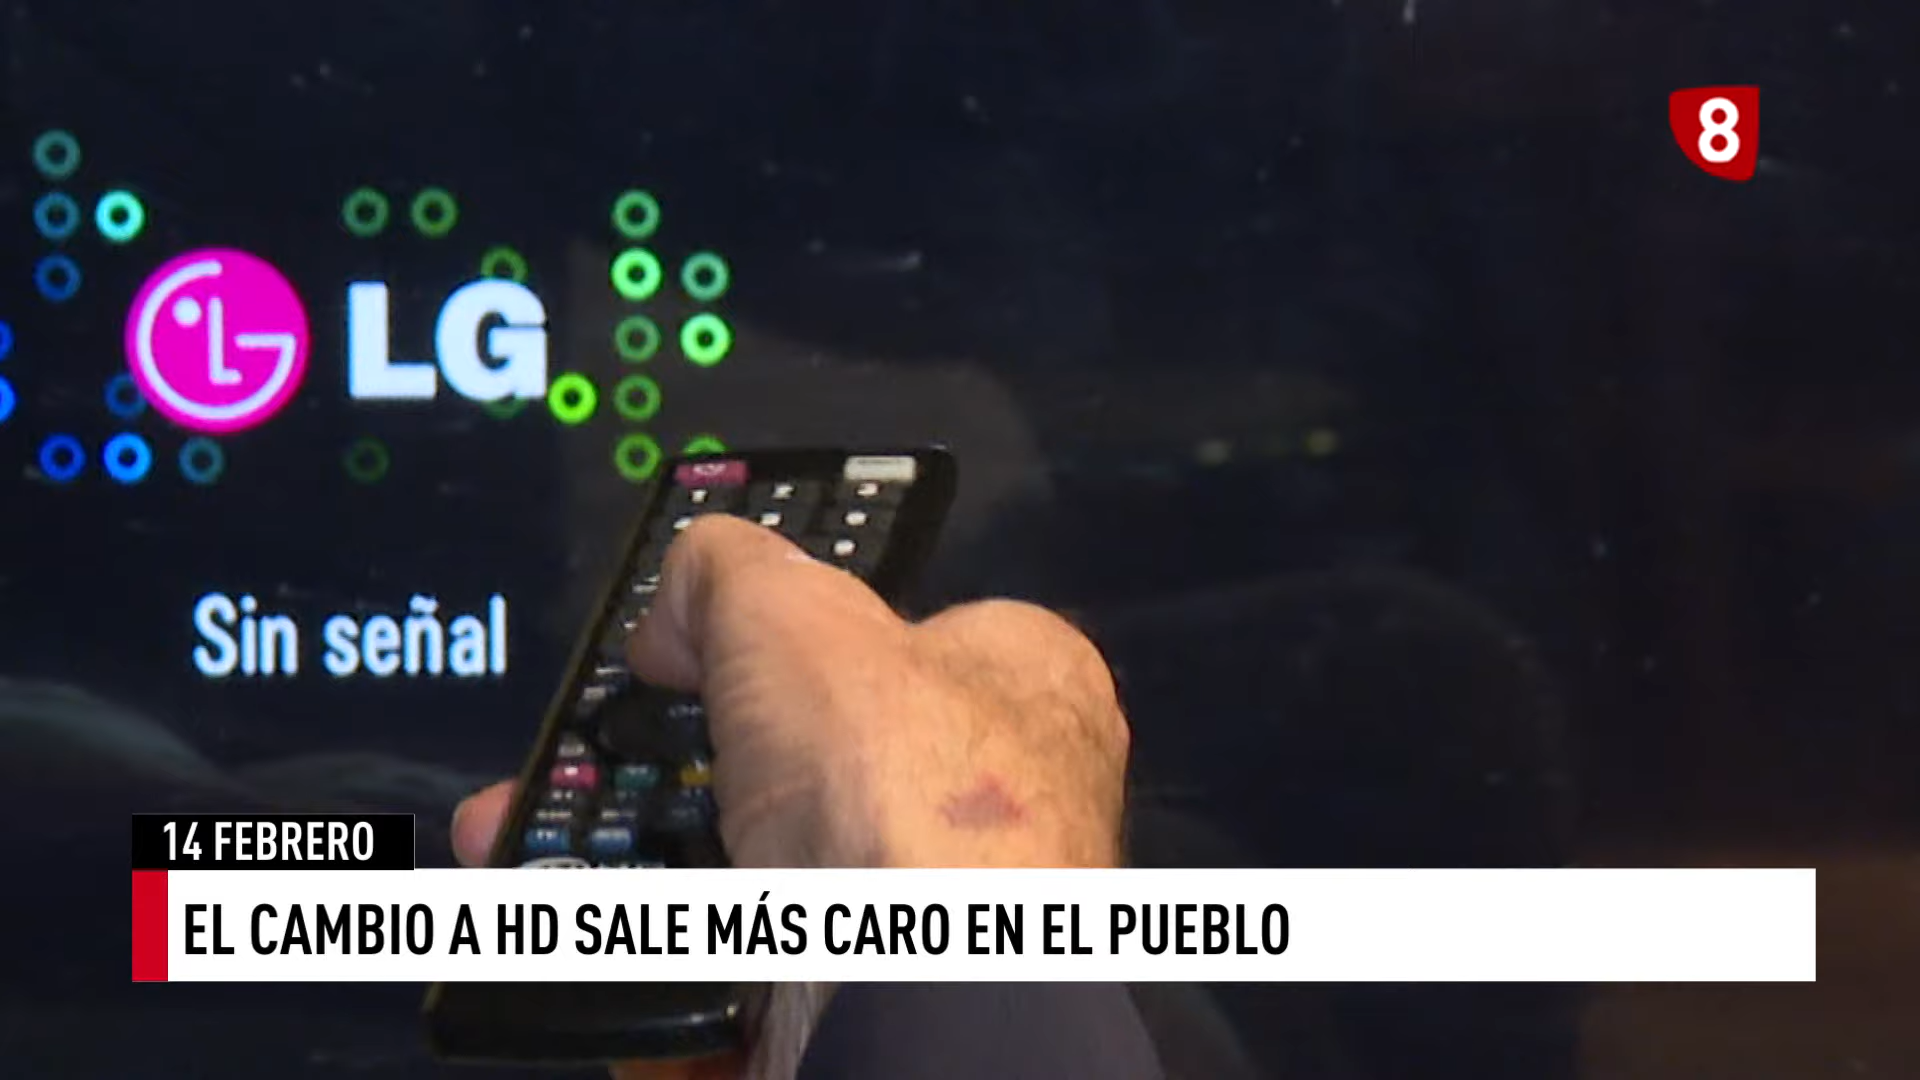 8
LG
Sin señal
14 FEBRERO
EL CAMBIO A HD SALE MÁS CARO EN EL PUEBLO